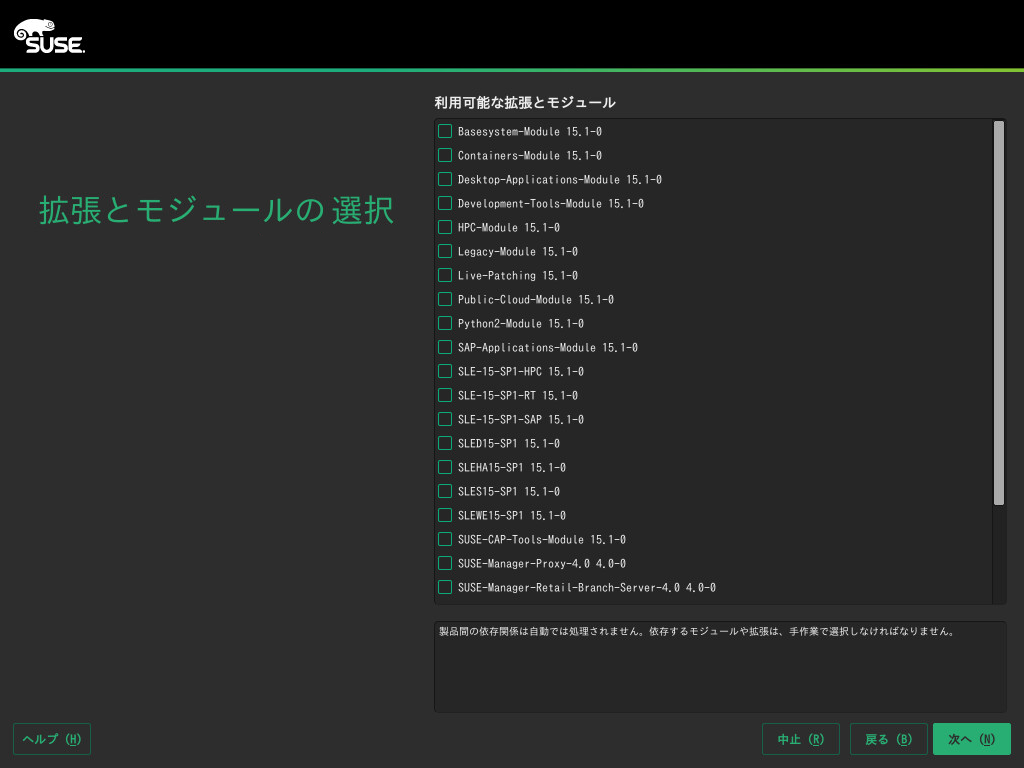 SUSE.
利用可能な拡張とモジュール
拡張とモジュールの選択
Basesystem-Module 15.1-0
Containers-Module 15.1-0
Desktop-Applications-Module 15.1-0
Development-Tools-Module 15.1-0
HPC-Module 15.1-0
Legacy-Module 15.1-0
Live-Patching 15.1-0
Public-Cloud-Module 15.1-0
Python2-Module 15.1-0
SAP-Applications-Module 15.1-0
SLE-15-SP1-HPC 15.1-0
SLE-15-SP1-RT 15.1-0
SLE-15-SP1-SAP 15.1-0
SLED15-SP1 15.1-0
SLEHA15-SP1 15.1-0
SLES15-SP1 15.1-0
SLEWE15-SP1 15.1-0
SUSE-CAP-Tools-Module 15.1-0
SUSE-Manager-Proxy-4.0 4.0-0
SUSE-Manager-Retail-Branch-Server-4.0 4.0-0
製品間の依存関係は自動では処理されません。依存するモジュールや拡張は、手作業で選択しなければなりません。
ヘルプ (H)
中止 (R)
戻る (B)
次へ (N)